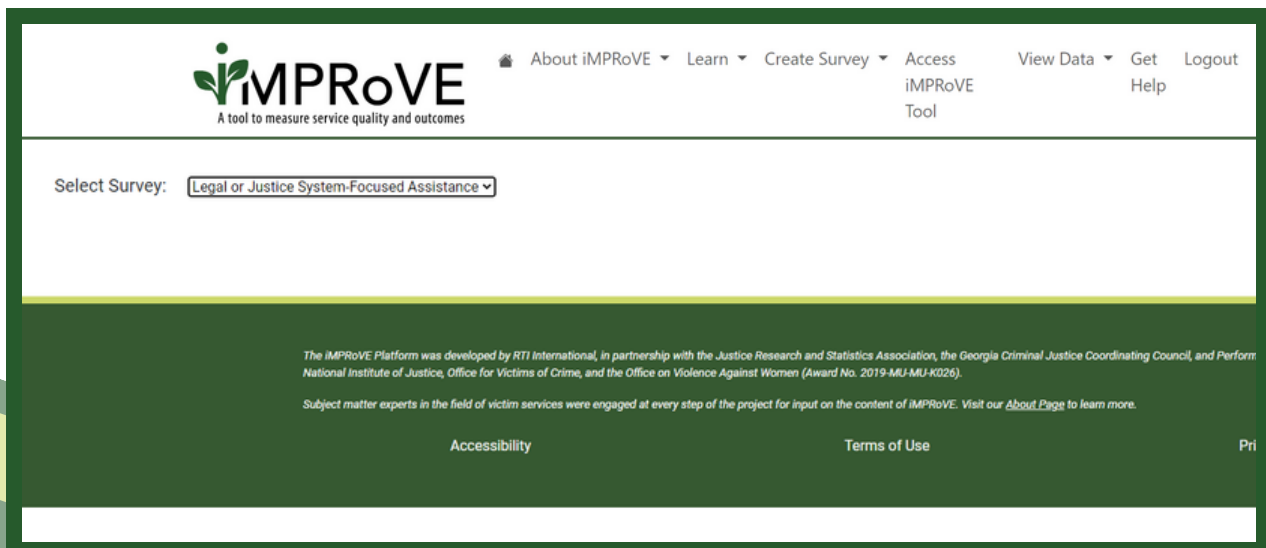 iMPRoVE
A tool to measure service quality and outcomes
About iMPRoVE Learn Create Survey Access iMPRoVE Tool View Data Get Help Logout
Select Survey: Legal or Justice System-Focused Assistance
The iMPRoVE Platform was developed by RTI International, in partnership with the Justice Research and Statistics Association, the Georgia Criminal Justice Coordinating Council, and Perform
National Institute of Justice, Office for Victims of Crime, and the Office on Violence Against Women (Award No. 2019-MU-MU-K026).
Subject matter experts in the field of victim services were engaged at every step of the project for input on the content of iMPRoVE. Visit our About Page to learn more.
Accessibility Terms of Use Pri